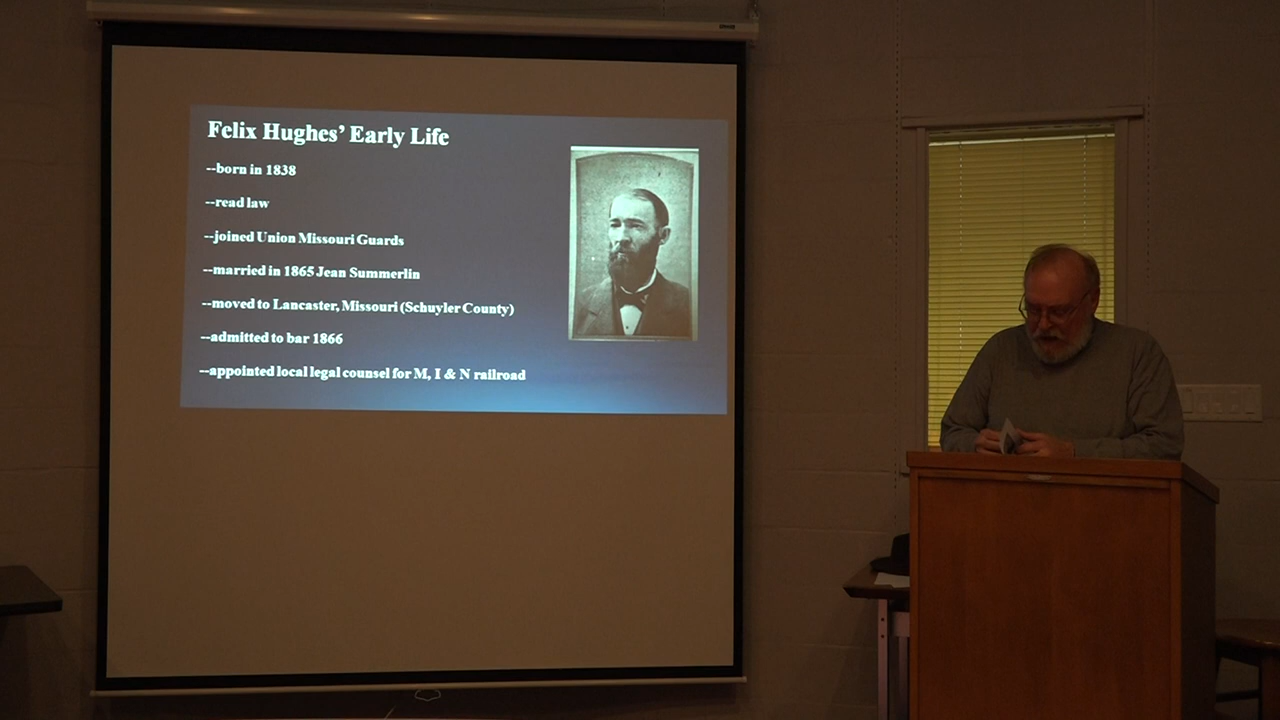 Felix Hughes’ Early Life
--born in 1838
--read law
--joined Union Missouri Guards
--married in 1865 Jean Summerlin
--moved to Lancaster, Missouri (Schuyler County)
--admitted to bar 1866
--appointed local legal counsel for M, I & N railroad